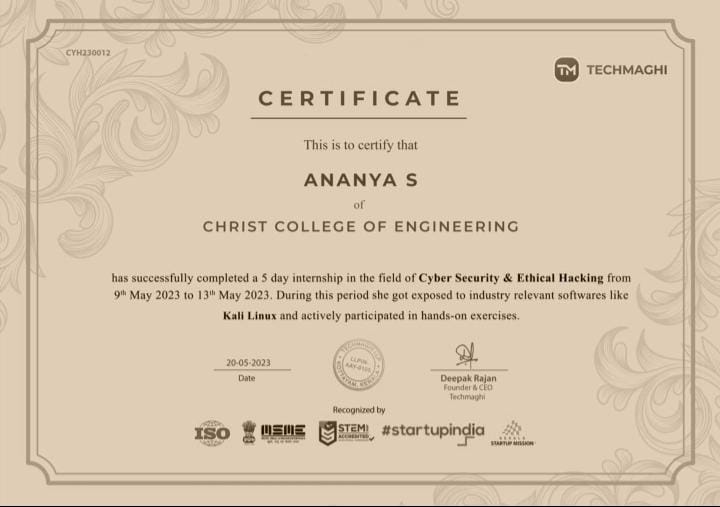 CYH230012
TM TECHMAGHI
CERTIFICATE
This is to certify that
ANANYA S
of
CHRIST COLLEGE OF ENGINEERING
has successfully completed a 5 day internship in the field of Cyber Security & Ethical Hacking from
9th May 2023 to 13th May 2023. During this period she got exposed to industry relevant softwares like
Kali Linux and actively participated in hands-on exercises.
20-05-2023
Date
LLPIN:
AAY-0105
KOTTAYAM, KERALA
Deepak Rajan
Founder & CEO
Techmaghi
Recognized by
ISO
MSME
STEM
ACCREDITED
#startupindia
KERALA
STARTUP MISSION